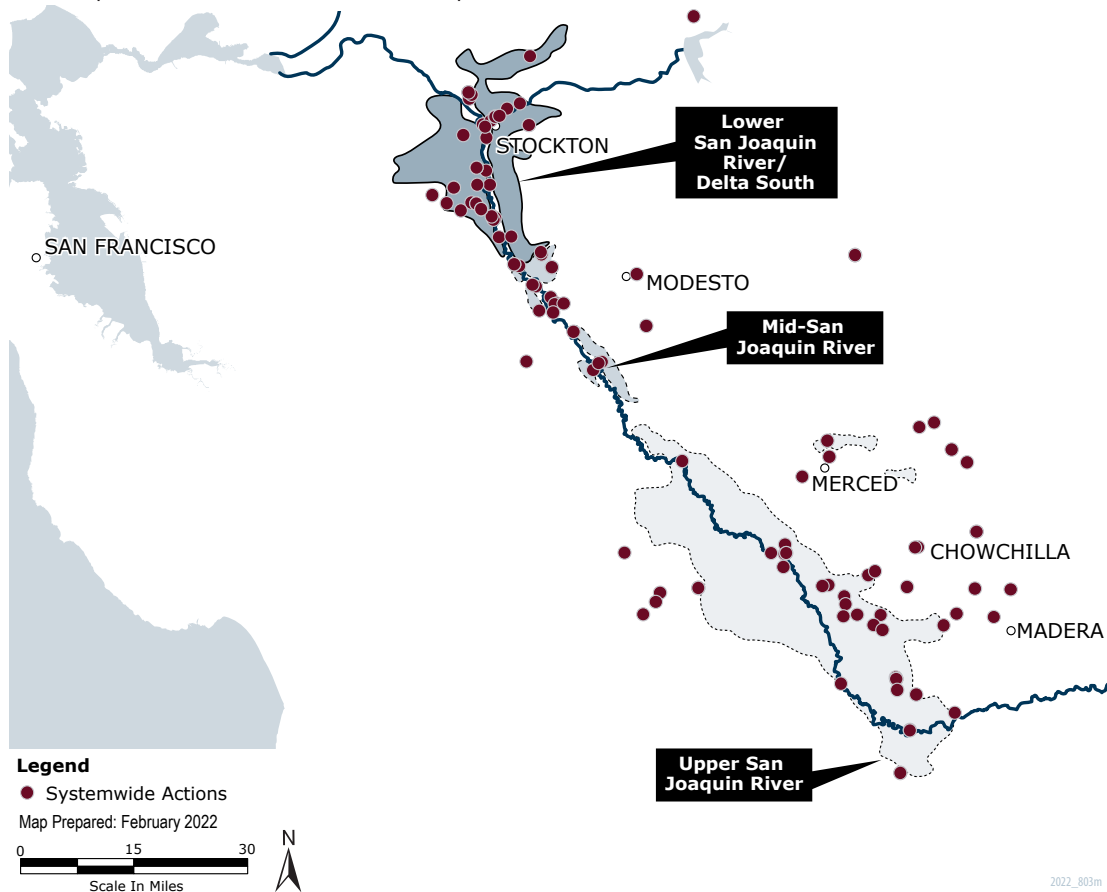 Lower
San Joaquin
River/
Delta South
STOCKTON
SAN FRANCISCO
MODESTO
Mid-San
Joaquin River
MERCED
CHOWCHILLA
MADERA
Upper San
Joaquin River
Legend
Systemwide Actions
Map Prepared: February 2022
0 15 30
Scale In Miles
N
2022_803m